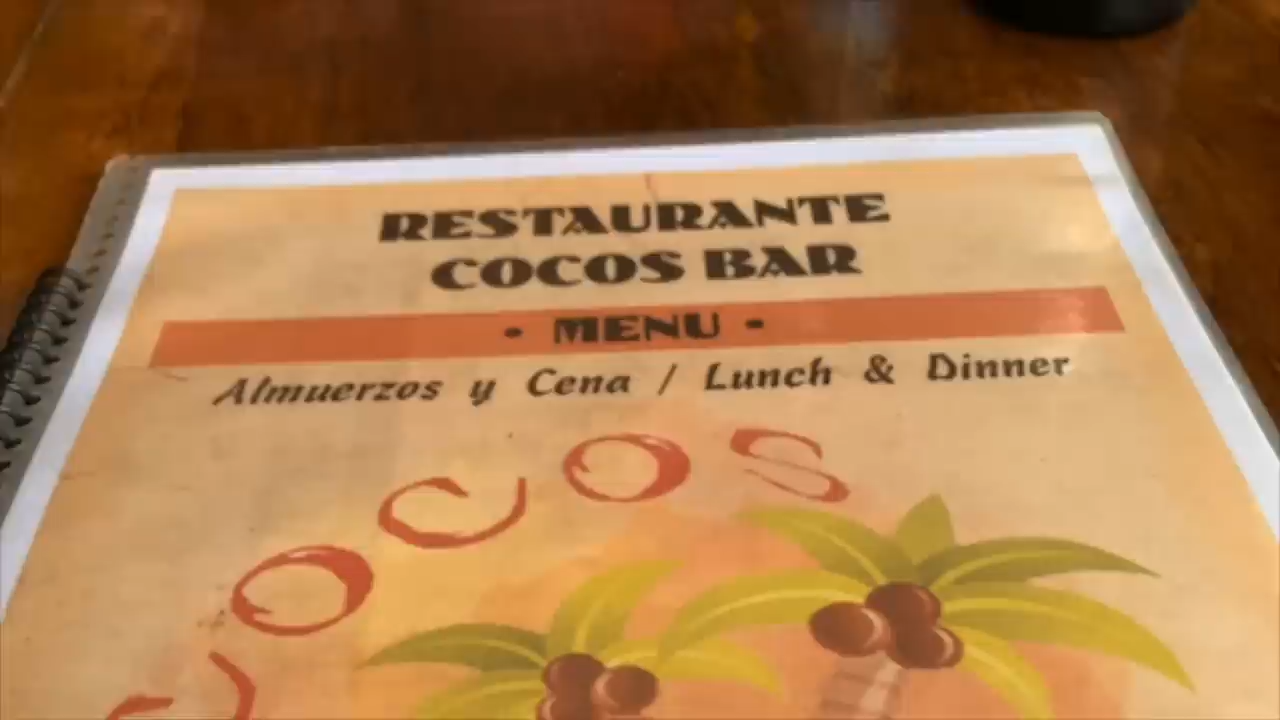 RESTAURANTE
COCOS BAR
• MENU •
Almuerzos y Cena / Lunch & Dinner
COCOS